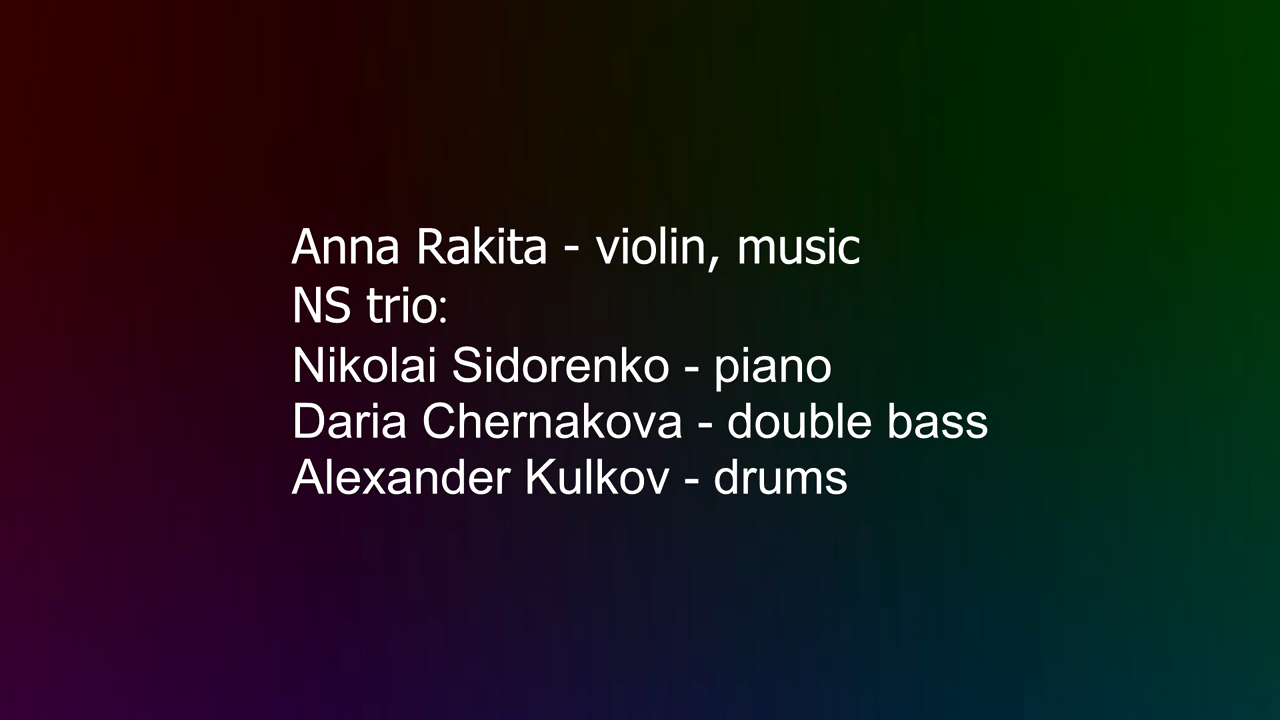 Anna Rakita - violin, music
NS trio:
Nikolai Sidorenko - piano
Daria Chernakova - double bass
Alexander Kulkov - drums